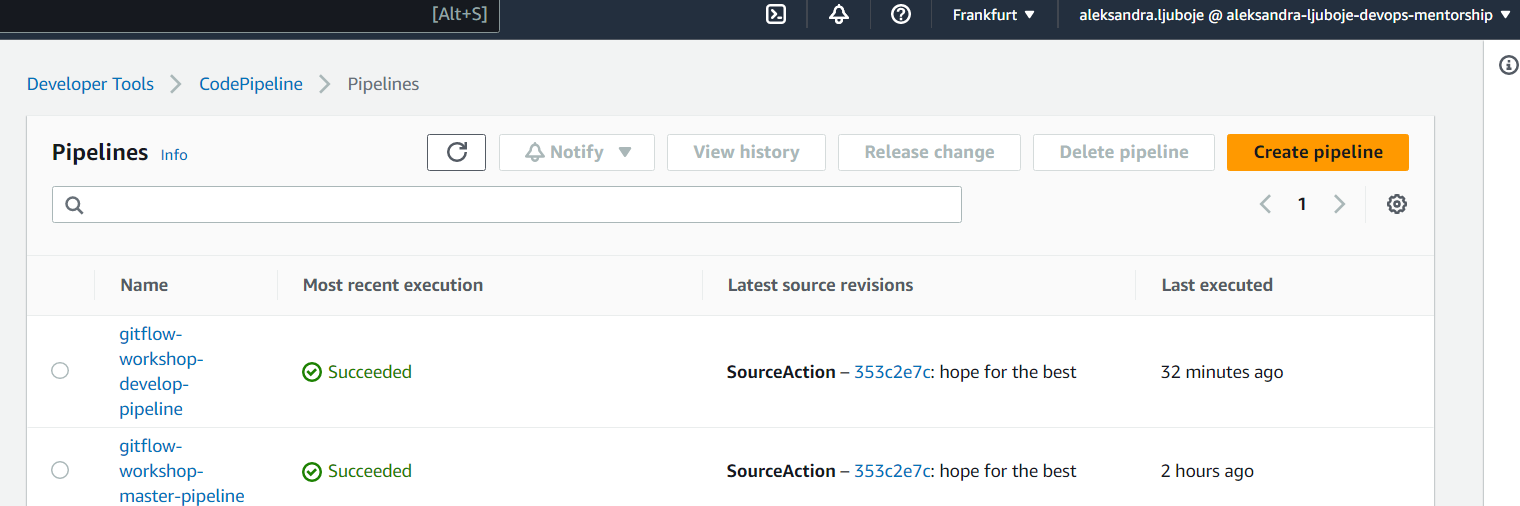 [Alt+S]
Frankfurt
aleksandra.ljuboje @ aleksandra-ljuboje-devops-mentorship
Developer Tools
CodePipeline
Pipelines
Pipelines
Info
Notify
View history
Release change
Delete pipeline
Create pipeline
1
Name
Most recent execution
Latest source revisions
Last executed
gitflow-
workshop-
develop-
pipeline
Succeeded
SourceAction – 353c2e7c: hope for the best
32 minutes ago
gitflow-
workshop-
master-pipeline
Succeeded
SourceAction – 353c2e7c: hope for the best
2 hours ago